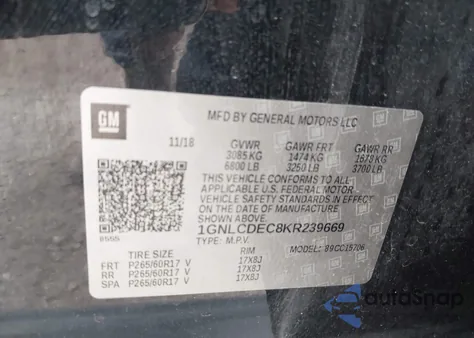 GM
MFD BY GENERAL MOTORS LLC
11/18 GVWR GAWR FRT GAWR RR
3085 KG 1474 KG 1678 KG
6800 LB 3250 LB 3700 LB
THIS VEHICLE CONFORMS TO ALL
APPLICABLE U.S. FEDERAL MOTOR
VEHICLE SAFETY STANDARDS IN
EFFECT ON THE DATE OF MANUFACTURE
SHOWN ABOVE.
1GNLCDEC8KR239669
TYPE: M.P.V. MODEL:
TIRE SIZE RIM
FRT P265/60R17 V 17X8J
RR P265/60R17 V 17X8J
SPA P265/60R17 V 17X8J
autosnap